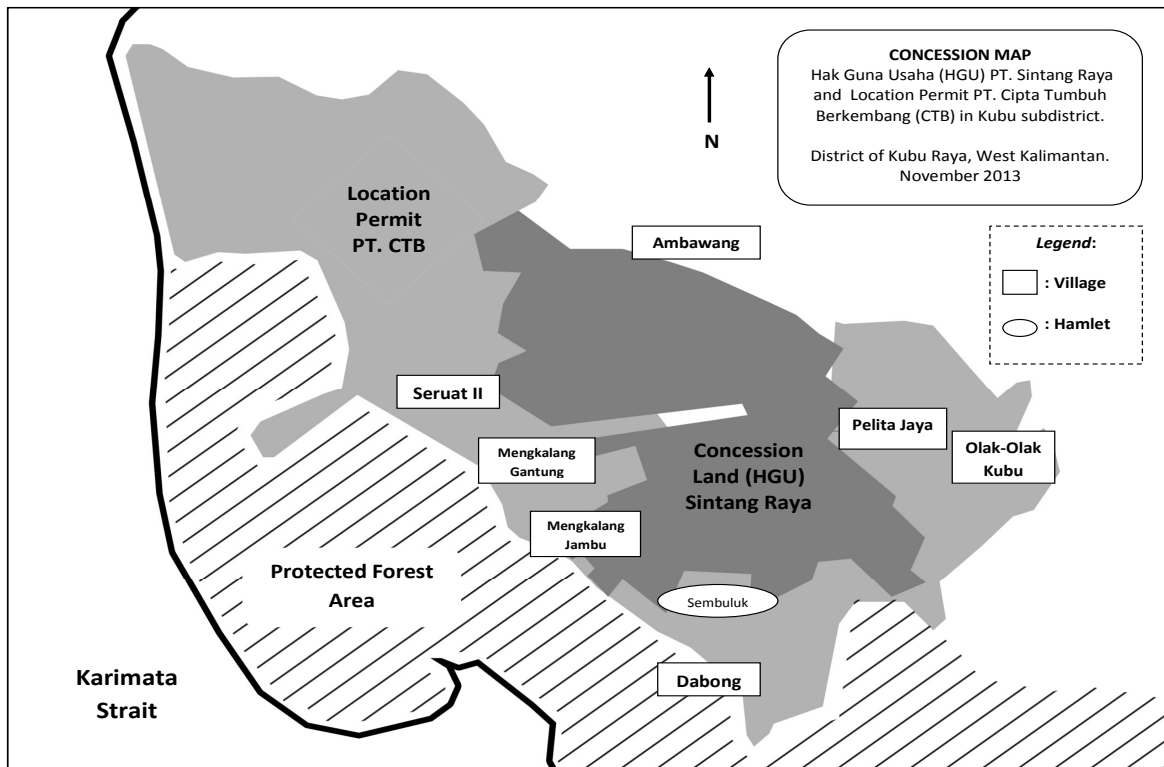 CONCESSION MAP
Hak Guna Usaha (HGU) PT. Sintang Raya
and Location Permit PT. Cipta Tumbuh
Berkembang (CTB) in Kubu subdistrict.
District of Kubu Raya, West Kalimantan.
November 2013
N
Location
Permit
PT. CTB
Ambawang
Legend:
: Village
: Hamlet
Seruat II
Pelita Jaya
Olak-Olak
Kubu
Mengkalang
Gantung
Concession
Land (HGU)
Sintang Raya
Mengkalang
Jambu
Protected Forest
Area
Sembuluk
Dabong
Karimata
Strait